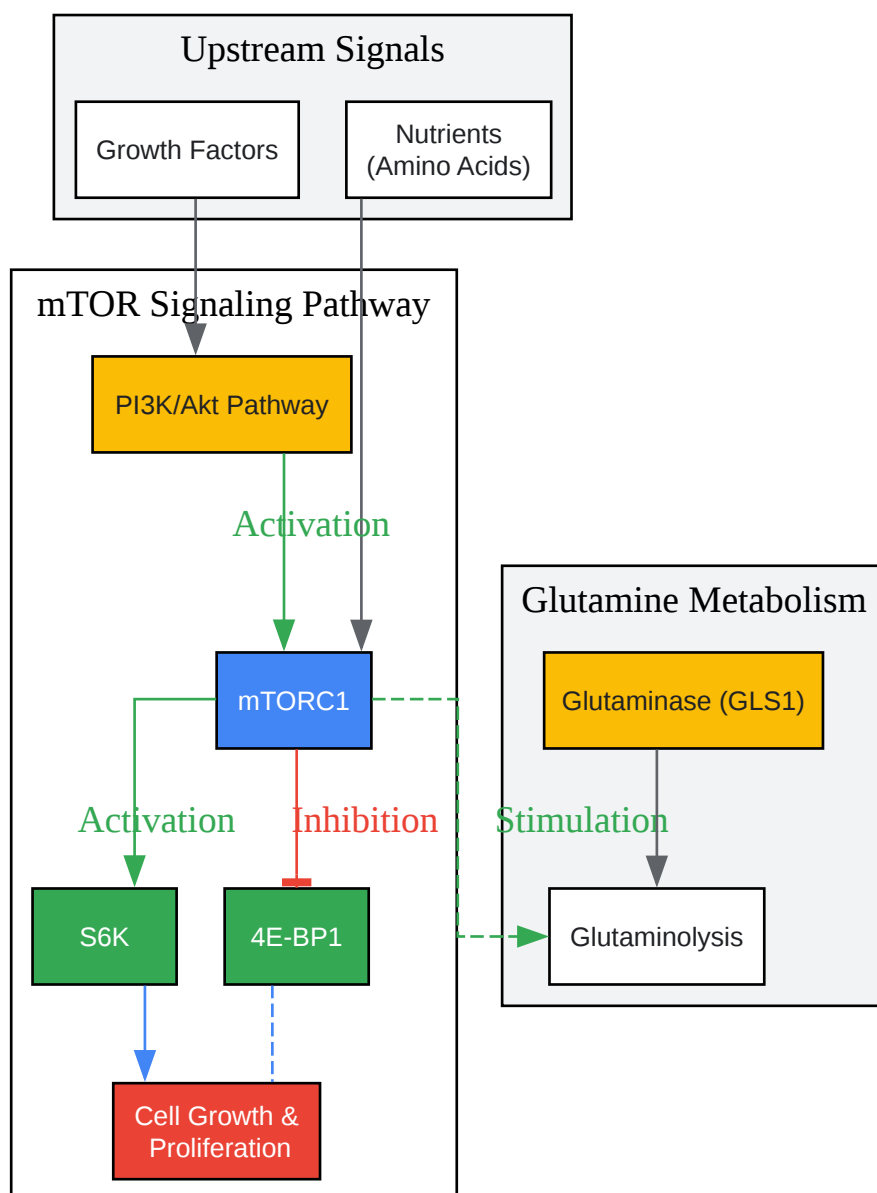 Upstream Signals
Growth Factors
Nutrients
(Amino Acids)
mTOR Signaling Pathway
PI3K/Akt Pathway
Activation
Glutamine Metabolism
mTORC1
Glutaminase (GLS1)
Activation
Inhibition
Stimulation
S6K
4E-BP1
Glutaminolysis
Cell Growth &
Proliferation